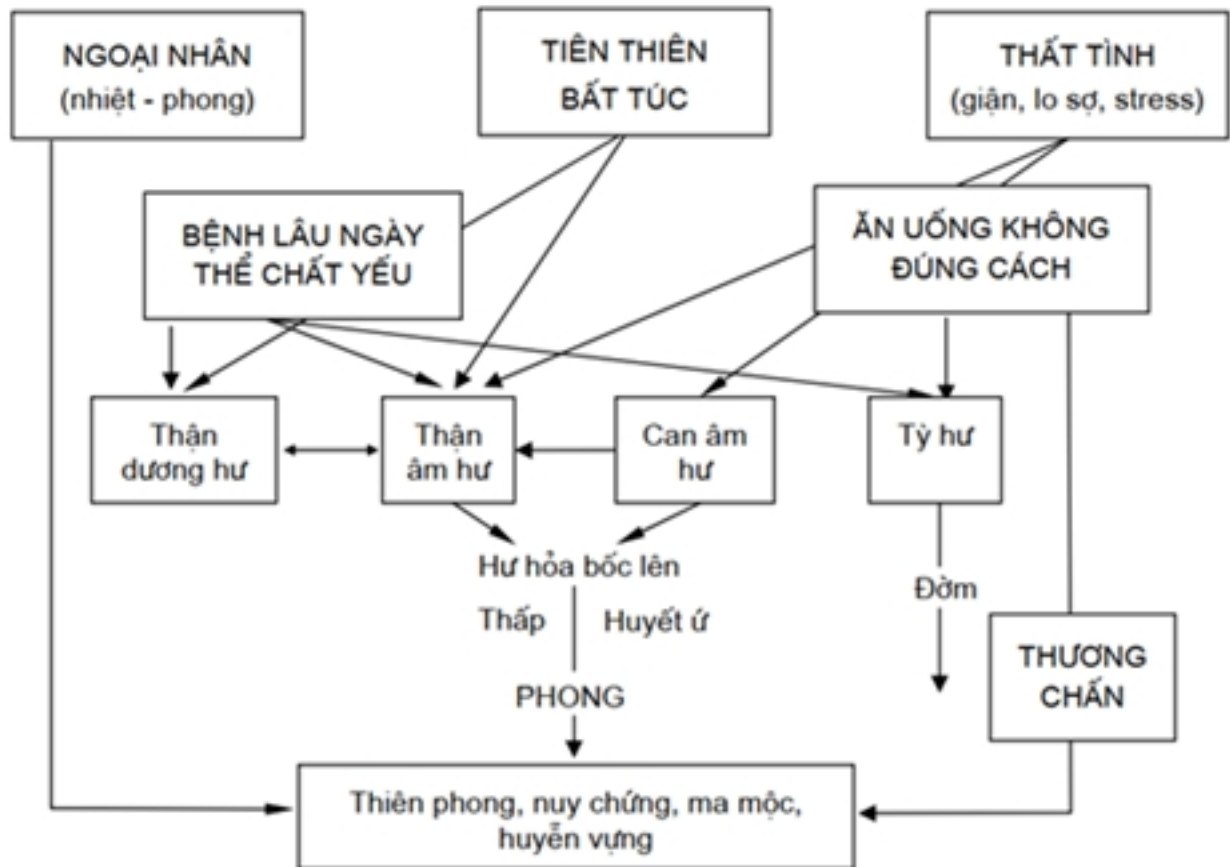 NGOẠI NHÂN
(nhiệt - phong)
TIÊN THIÊN
BẤT TÚC
THẤT TÌNH
(giận, lo sợ, stress)
BỆNH LÂU NGÀY
THỂ CHẤT YẾU
ĂN UỐNG KHÔNG
ĐÚNG CÁCH
Thận
dương hư
Thận
âm hư
Can âm
hư
Tỳ hư
Hư hỏa bốc lên
Thấp
Huyết ứ
Đờm
PHONG
THƯƠNG
CHẤN
Thiên phong, nuy chứng, ma mộc,
huyễn vựng